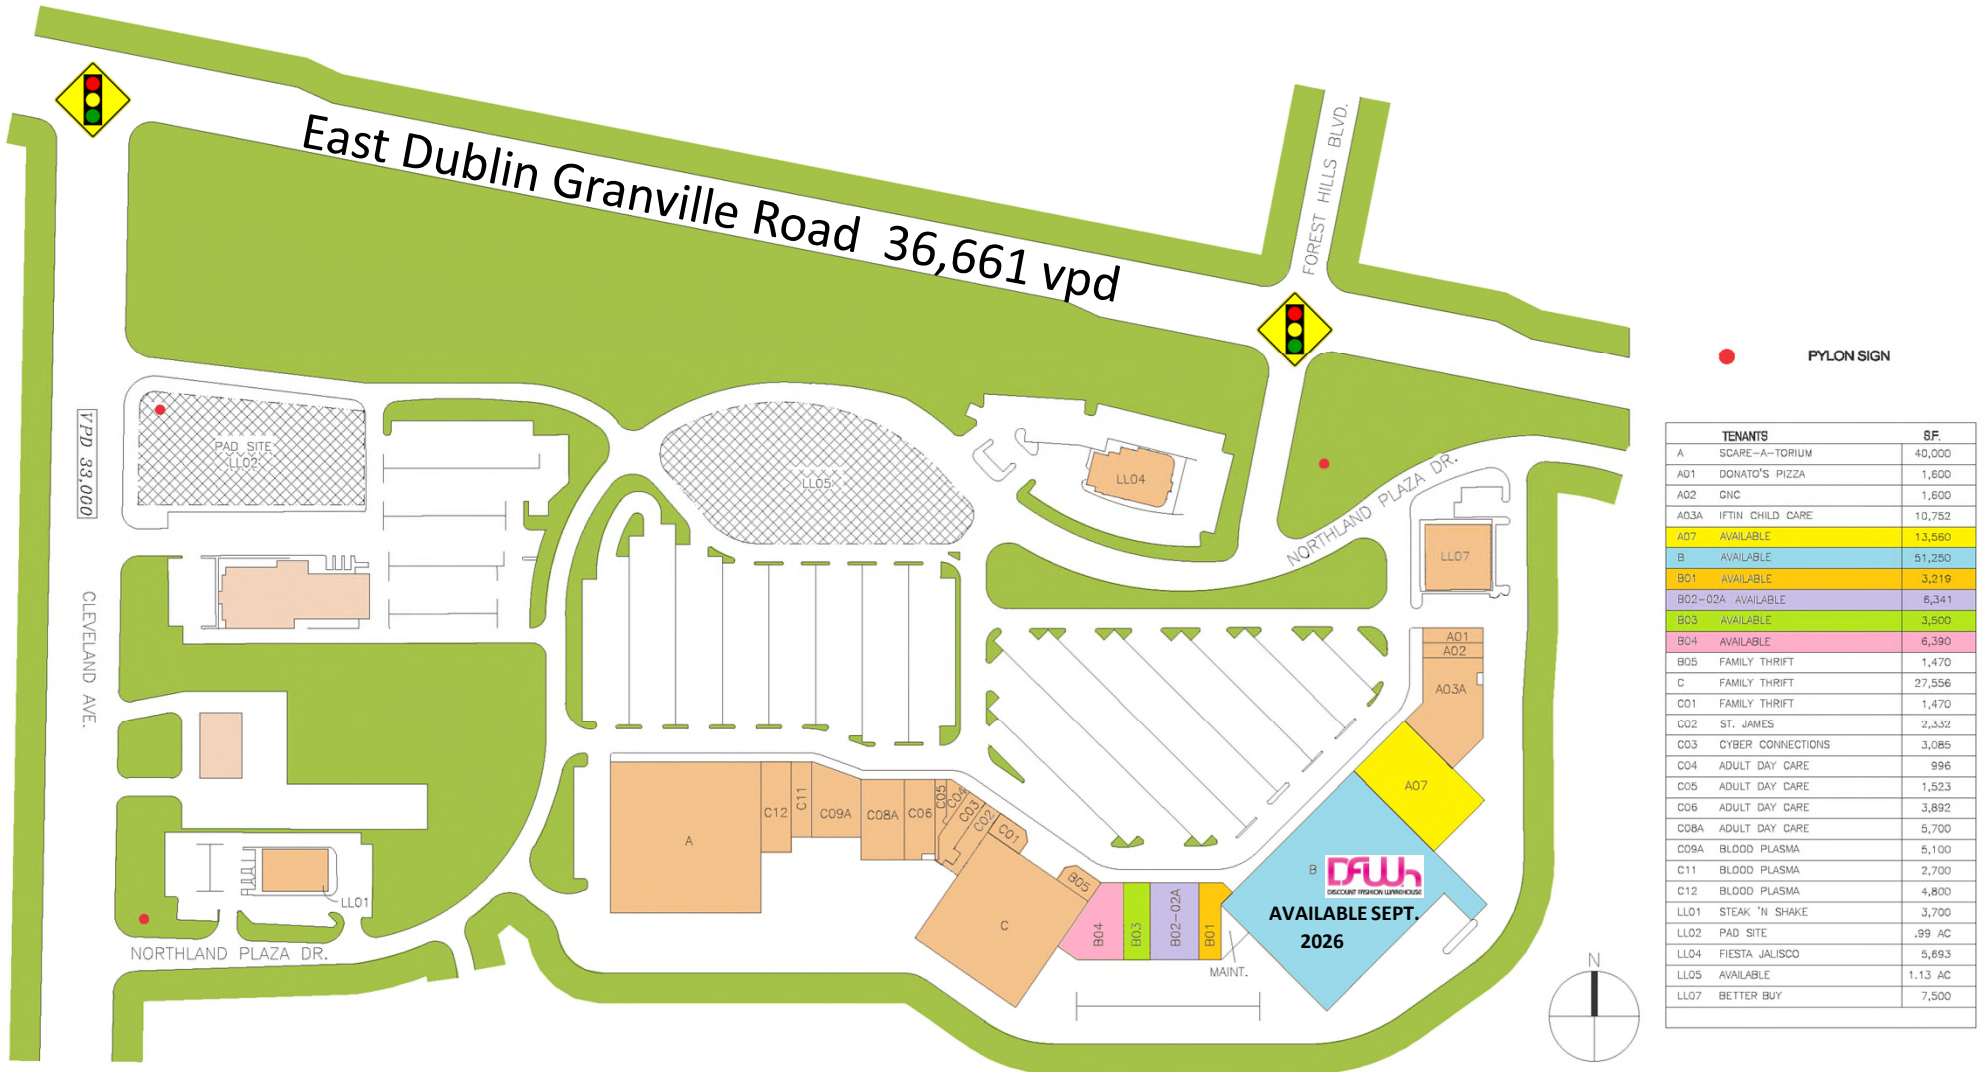 East Dublin Granville Road 36,661 vpd
FOREST HILLS BLVD.
PYLON SIGN
VPD 33,000
CLEVELAND AVE.
PAD SITE
LL02
LL05
LL04
NORTHLAND PLAZA DR.
LL07
A01
A02
A03A
A07
A
C12
C11
C09A
C08A
C06
C05
C04
C03
C02
C01
C
B05
B04
B03
B02-02A
B01
MAINT.
B
DFWh
DISCOUNT FASHION WAREHOUSE
AVAILABLE SEPT.
2026
LL01
NORTHLAND PLAZA DR.
N
TENANTS S.F.
A SCARE-A-TORIUM 40,000
A01 DONATO'S PIZZA 1,600
A02 GNC 1,600
A03A IFTIN CHILD CARE 10,752
A07 AVAILABLE 13,560
B AVAILABLE 51,250
B01 AVAILABLE 3,219
B02-02A AVAILABLE 6,341
B03 AVAILABLE 3,500
B04 AVAILABLE 6,390
B05 FAMILY THRIFT 1,470
C FAMILY THRIFT 27,556
C01 FAMILY THRIFT 1,470
C02 ST. JAMES 2,332
C03 CYBER CONNECTIONS 3,085
C04 ADULT DAY CARE 996
C05 ADULT DAY CARE 1,523
C06 ADULT DAY CARE 3,892
C08A ADULT DAY CARE 5,700
C09A BLOOD PLASMA 5,100
C11 BLOOD PLASMA 2,700
C12 BLOOD PLASMA 4,800
LL01 STEAK 'N SHAKE 3,700
LL02 PAD SITE .99 AC
LL04 FIESTA JALISCO 5,693
LL05 AVAILABLE 1.13 AC
LL07 BETTER BUY 7,500